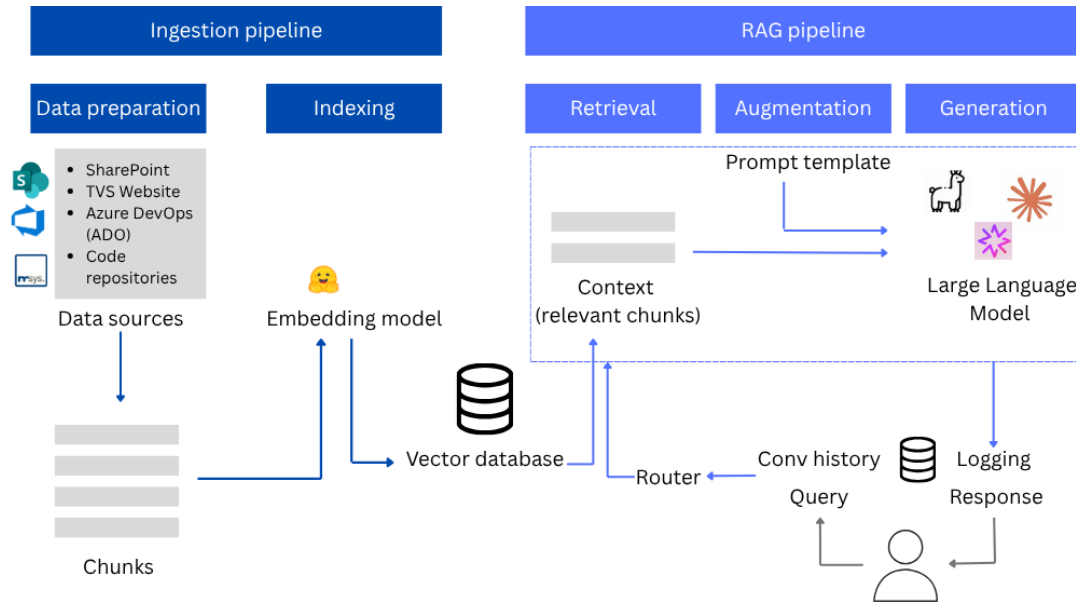 Ingestion pipeline
RAG pipeline
Data preparation
Indexing
Retrieval
Augmentation
Generation
SharePoint
TVS Website
Azure DevOps
(ADO)
Code
repositories
S
msys.
Data sources
Embedding model
Prompt template
Context
(relevant chunks)
Large Language
Model
Chunks
Vector database
Router
Conv history
Query
Logging
Response